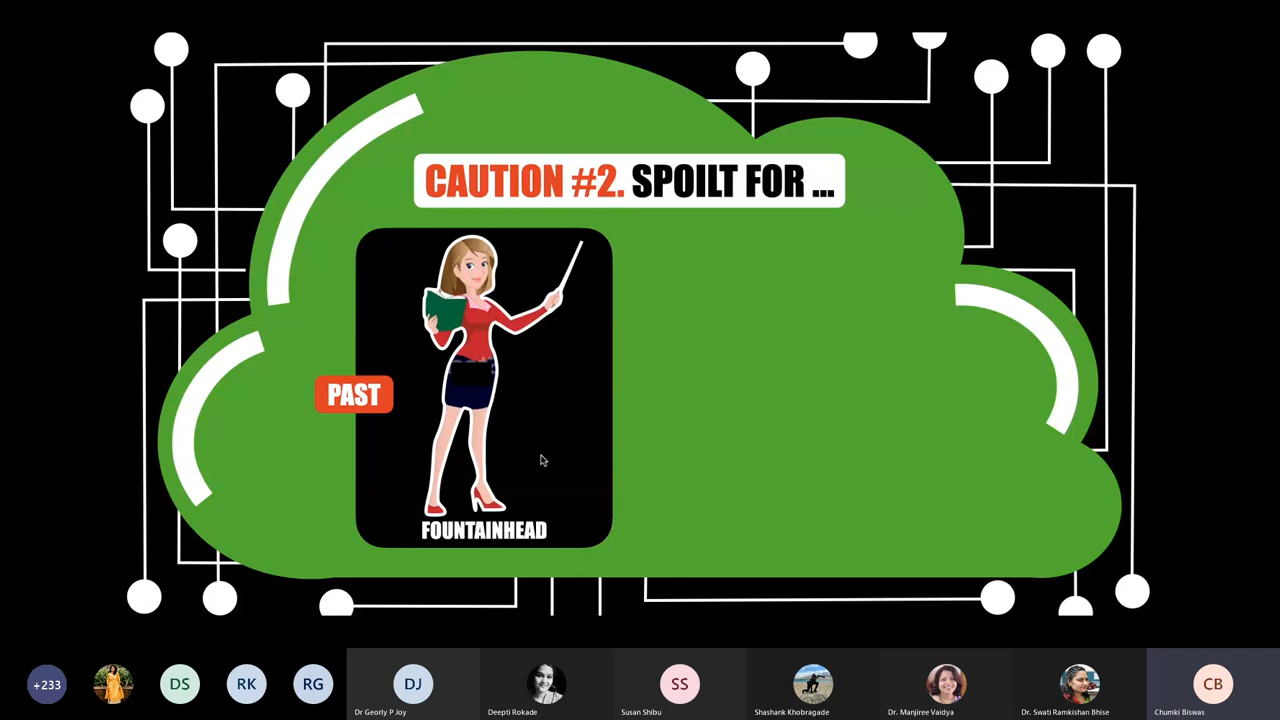 CAUTION #2. SPOILT FOR ...
PAST
FOUNTAINHEAD
+233
DS
RK
RG
DJ
SS
CB
Dr Georly P Joy
Deepti Rokade
Susan Shibu
Shashank Khobragade
Dr. Manjiree Vaidya
Dr. Swati Ramkishan Bhise
Chumki Biswas